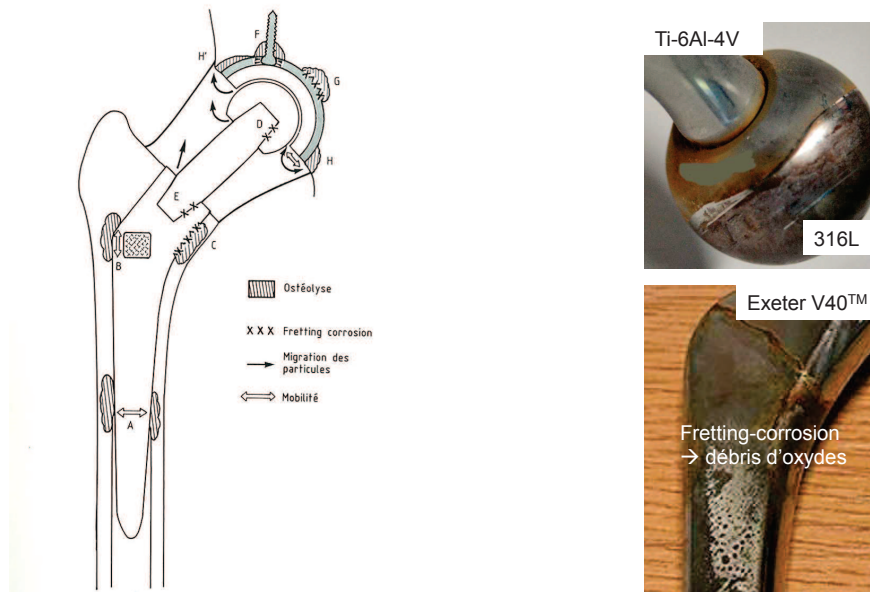 F
H'
G
D
H
E
C
B
A
Ostéolyse
x x x Fretting corrosion
Migration des
particules
Mobilité
Ti-6Al-4V
316L
Exeter V40TM
Fretting-corrosion
→ débris d'oxydes